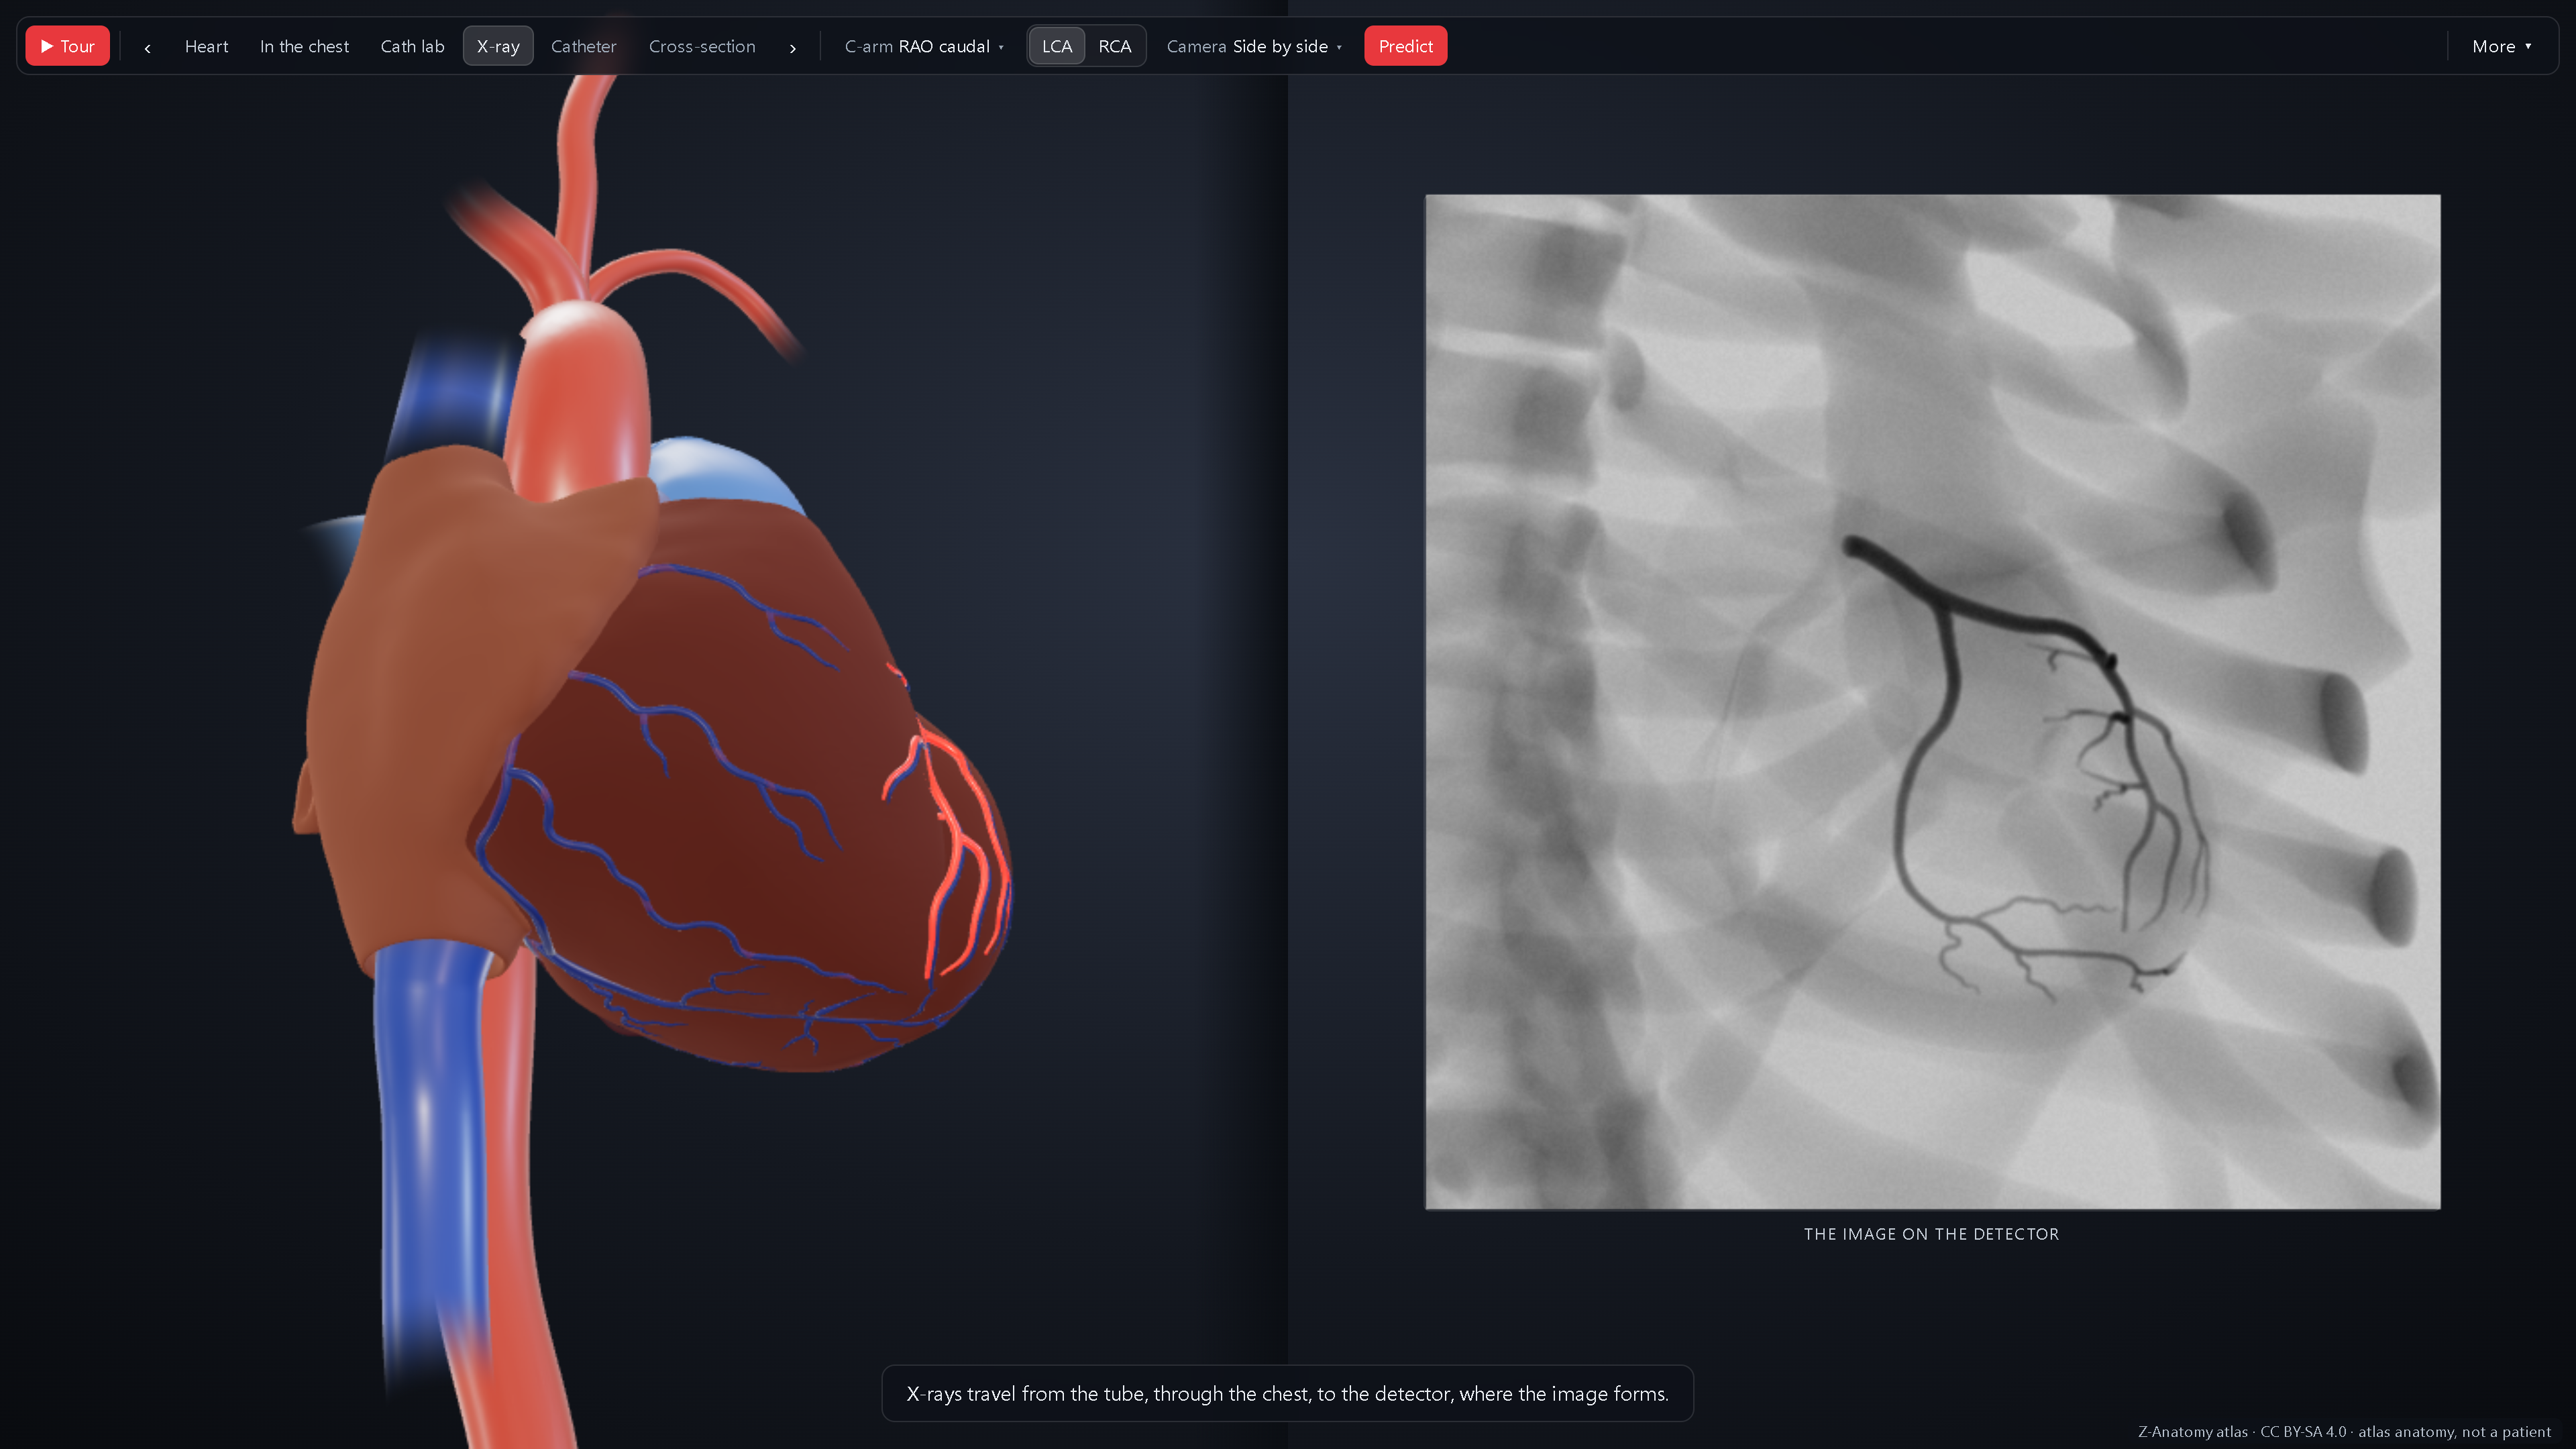 ▶ Tour ‹ Heart In the chest Cath lab X-ray Catheter Cross-section › C-arm RAO caudal ▾ LCA RCA Camera Side by side ▾ Predict More ▾
THE IMAGE ON THE DETECTOR
X-rays travel from the tube, through the chest, to the detector, where the image forms.
Z-Anatomy atlas · CC BY-SA 4.0 · atlas anatomy, not a patient